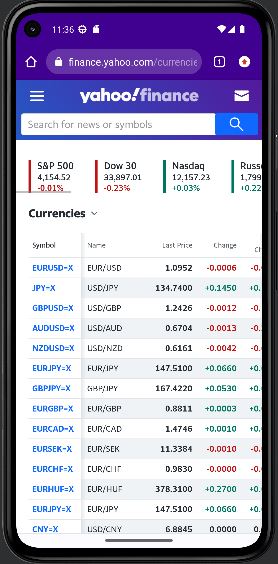 11:36
finance.yahoo.com/currencie
1
yahoo!finance
Search for news or symbols
S&P 500 Dow 30 Nasdaq Russe
4,154.52 33,897.01 12,157.23 1,799
-0.01% -0.23% +0.03% +0.22
Currencies
Symbol Name Last Price Change Ch
EURUSD=X EUR/USD 1.0952 -0.0006 -0.
JPY=X USD/JPY 134.7400 +0.1450 +0.
GBPUSD=X USD/GBP 1.2426 -0.0012 -0.
AUDUSD=X USD/AUD 0.6704 -0.0013 -0.
NZDUSD=X USD/NZD 0.6161 -0.0042 -0.
EURJPY=X EUR/JPY 147.5100 +0.0660 +0.
GBPJPY=X GBP/JPY 167.4220 +0.0530 +0.
EURGBP=X EUR/GBP 0.8811 +0.0003 +0.
EURCAD=X EUR/CAD 1.4746 +0.0010 +0.
EURSEK=X EUR/SEK 11.3384 -0.0010 -0.
EURCHF=X EUR/CHF 0.9830 -0.0000 -0.
EURHUF=X EUR/HUF 378.3100 +0.2700 +0.
EURJPY=X EUR/JPY 147.5100 +0.0660 +0.
CNY=X USD/CNY 6.8845 0.0000 0.